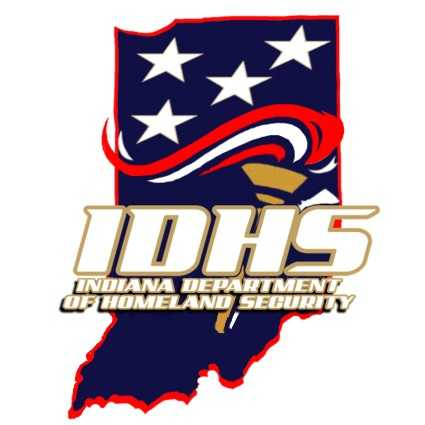 IDHS
INDIANA DEPARTMENT
OF HOMELAND SECURITY